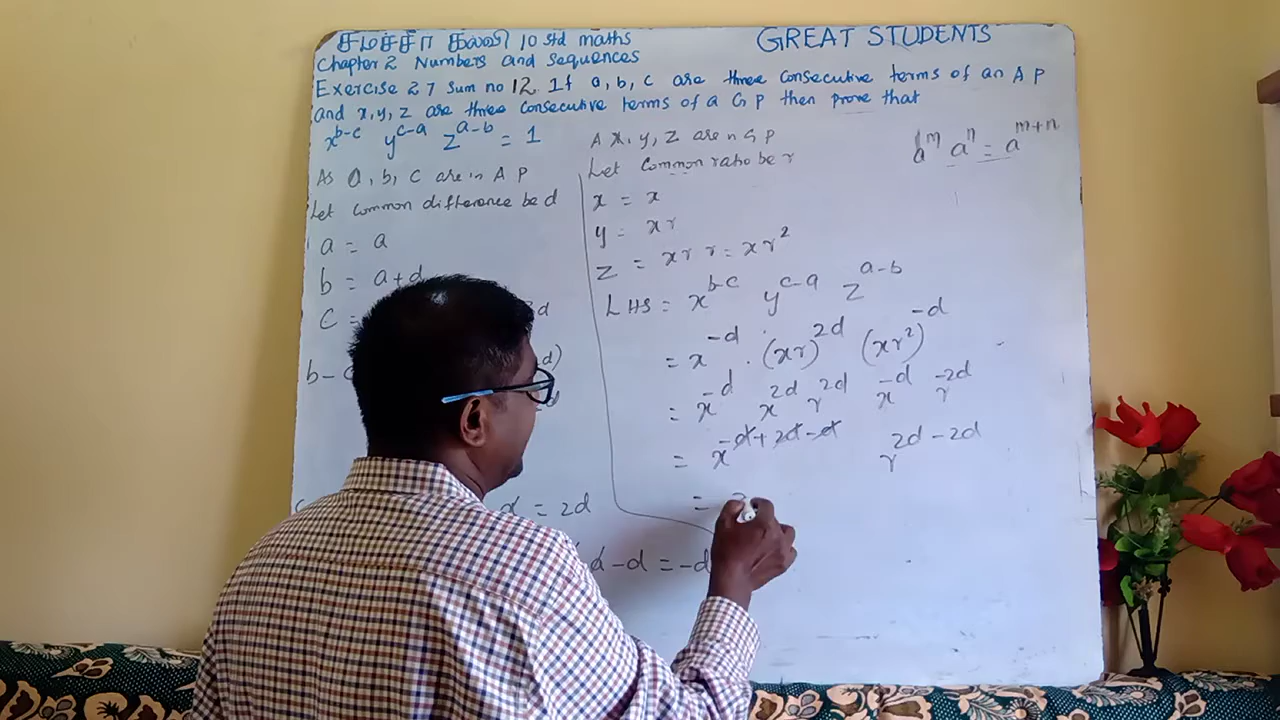 சமச்சீர கல்வி 10 std maths GREAT STUDENTS
Chapter 2 Numbers and Sequences
Exercise 2.7 Sum no 12. If a, b, c are three consecutive terms of an A P
and x, y, z are three consecutive terms of a G P then prove that
x^{b-c} y^{c-a} z^{a-b} = 1
As a, b, c are in A P
Let common difference be d
a = a
b = a+d
c =
b-
= 2d
-d = -d
A x, y, z are in G P
Let Common ratio be r
x = x
y = xr
z = xr r = xr²
LHS = x^{b-c} y^{c-a} z^{a-b}
= x^{-d} . (xr)^{2d} (xr²)^{-d}
= x^{-d} x^{2d} r^{2d} x^{-d} r^{-2d}
= x^{-d+2d-d} r^{2d-2d}
=
a^m a^n = a^{m+n}